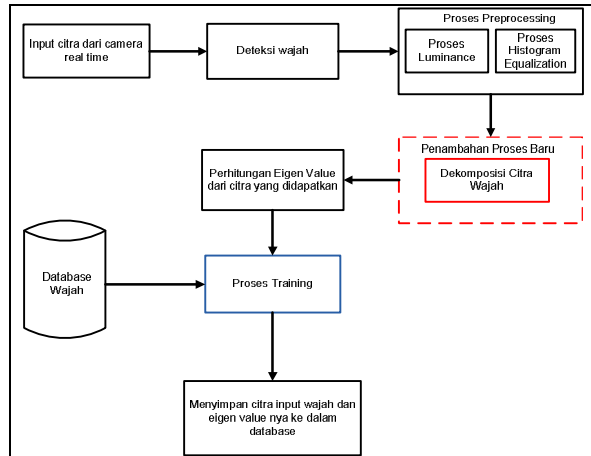 Input citra dari camera
real time
Deteksi wajah
Proses Preprocessing
Proses
Luminance
Proses
Histogram
Equalization
Penambahan Proses Baru
Dekomposisi Citra
Wajah
Perhitungan Eigen Value
dari citra yang didapatkan
Database
Wajah
Proses Training
Menyimpan citra input wajah dan
eigen value nya ke dalam
database